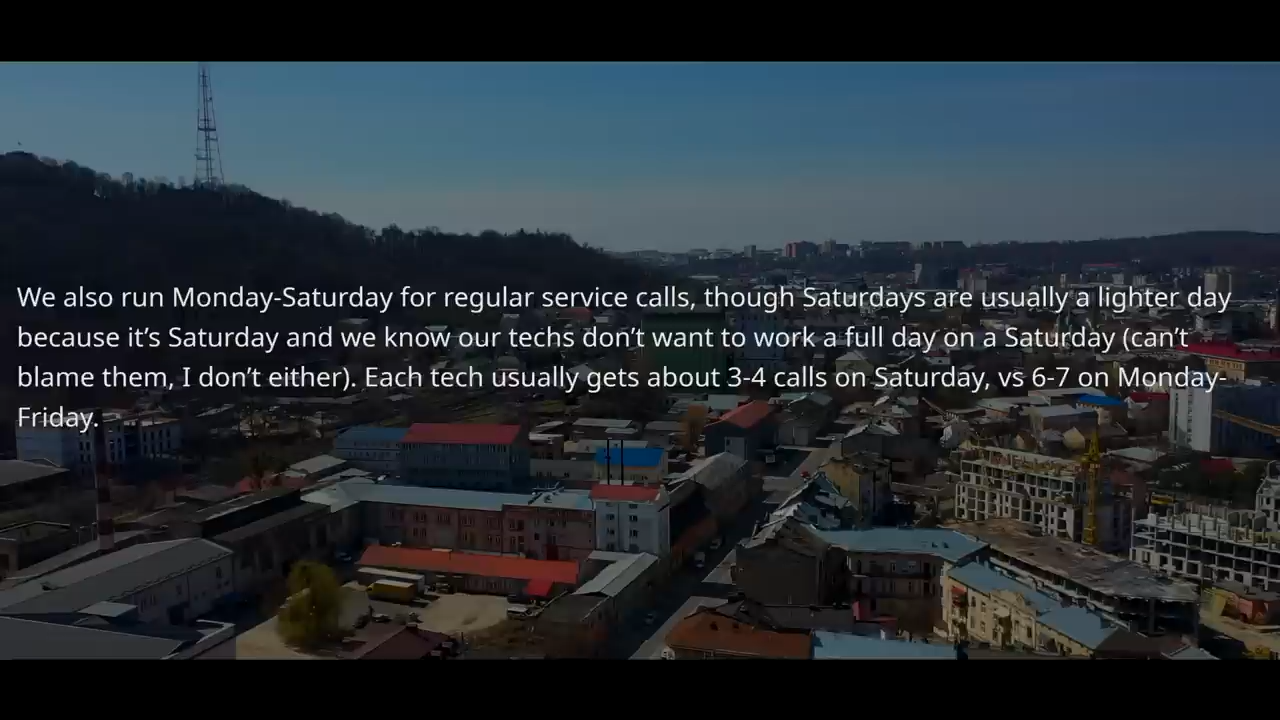 We also run Monday-Saturday for regular service calls, though Saturdays are usually a lighter day
because it’s Saturday and we know our techs don’t want to work a full day on a Saturday (can’t
blame them, I don’t either). Each tech usually gets about 3-4 calls on Saturday, vs 6-7 on Monday-
Friday.